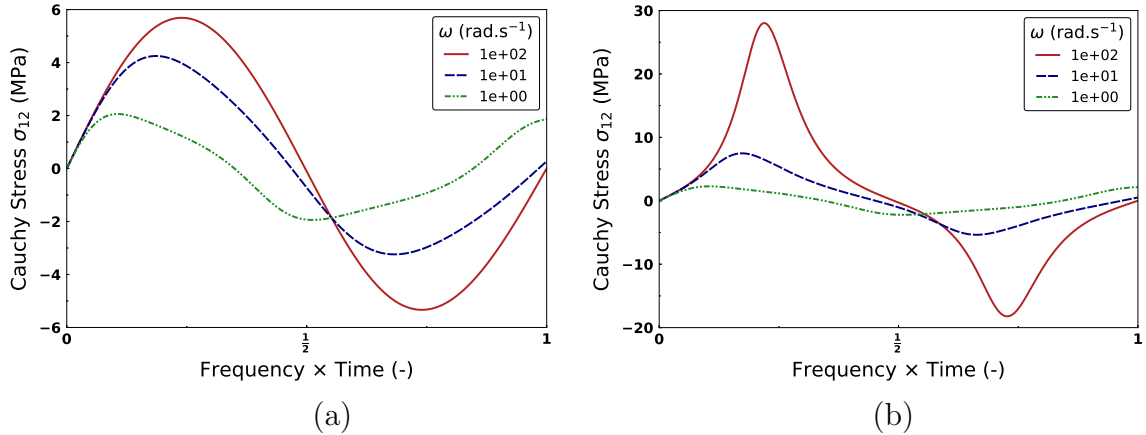 6
4
2
0
−2
−4
−6
Cauchy Stress σ12 (MPa)
0
1/2
1
Frequency × Time (-)
ω (rad.s⁻¹)
1e+02
1e+01
1e+00
(a)
30
20
10
0
−10
−20
Cauchy Stress σ12 (MPa)
0
1/2
1
Frequency × Time (-)
ω (rad.s⁻¹)
1e+02
1e+01
1e+00
(b)